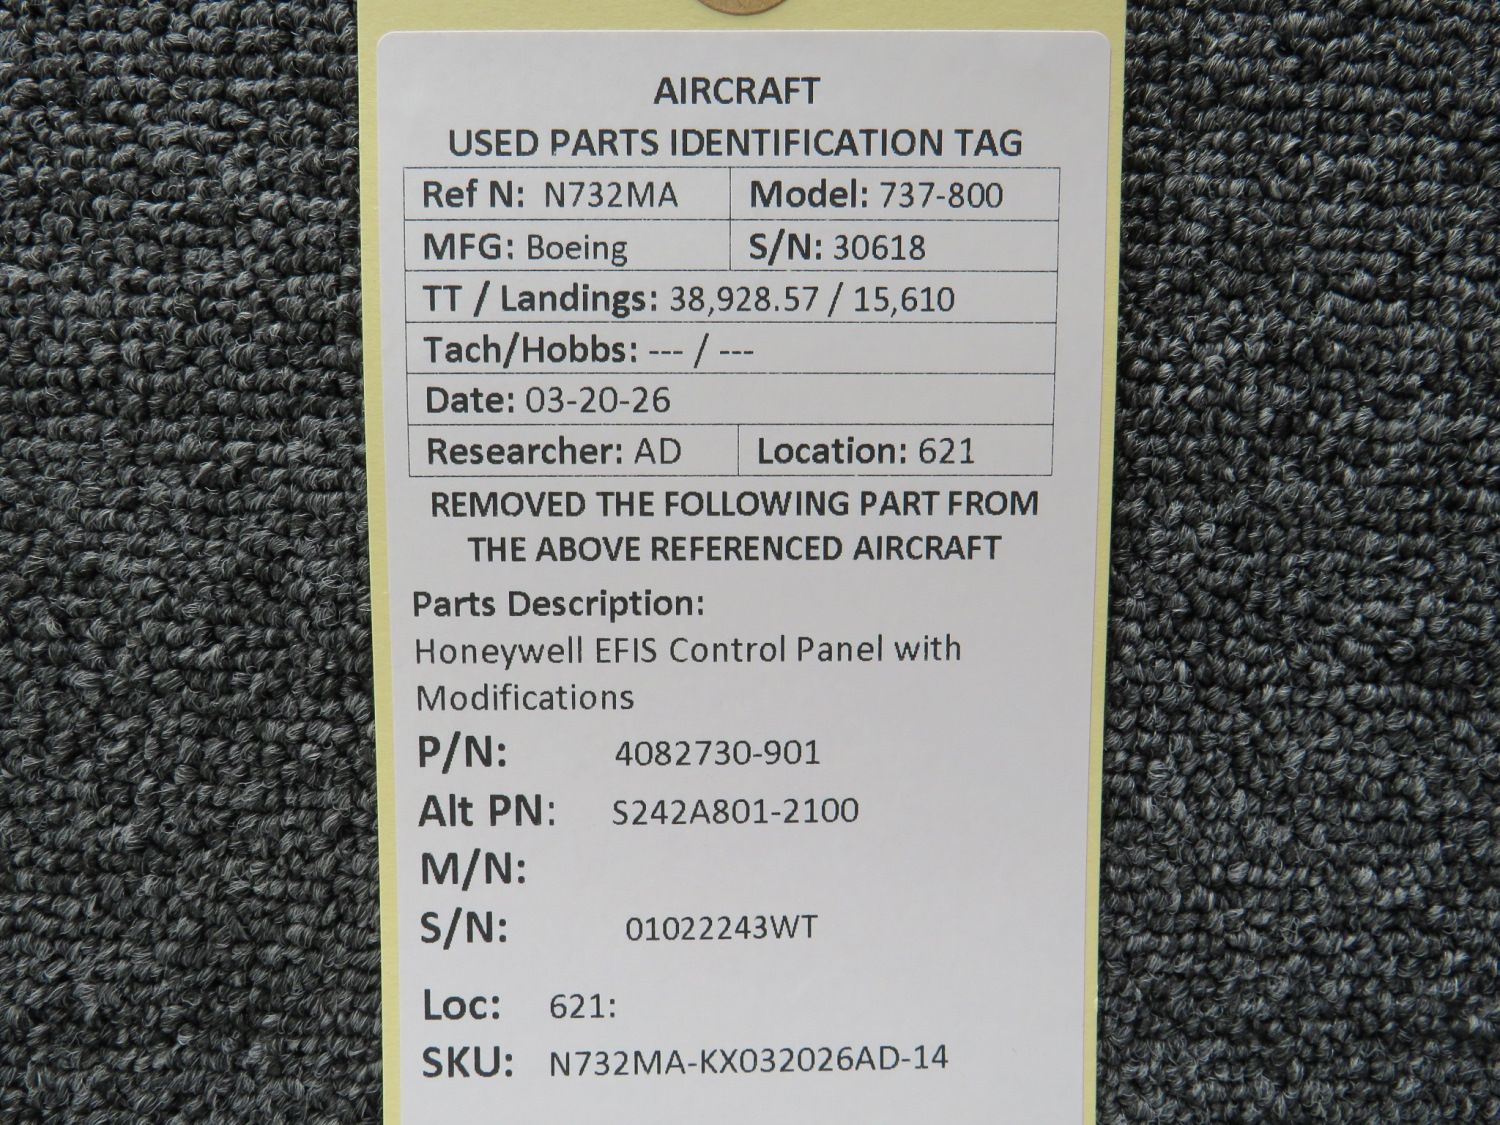 AIRCRAFT
USED PARTS IDENTIFICATION TAG
Ref N: N732MA Model: 737-800
MFG: Boeing S/N: 30618
TT / Landings: 38,928.57 / 15,610
Tach/Hobbs: --- / ---
Date: 03-20-26
Researcher: AD Location: 621
REMOVED THE FOLLOWING PART FROM
THE ABOVE REFERENCED AIRCRAFT
Parts Description:
Honeywell EFIS Control Panel with
Modifications
P/N: 4082730-901
Alt PN: S242A801-2100
M/N:
S/N: 01022243WT
Loc: 621:
SKU: N732MA-KX032026AD-14